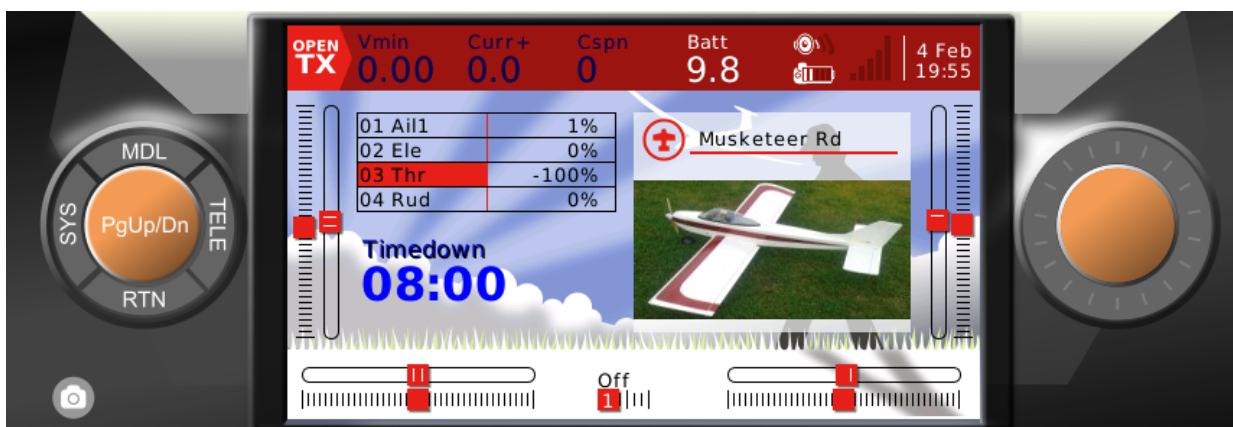 MDL
SYS
PgUp/Dn
TELE
RTN
OPEN
TX
Vmin
0.00
Curr+
0.0
Cspn
0
Batt
9.8
4 Feb
19:55
01 Ail1 1%
02 Ele 0%
03 Thr -100%
04 Rud 0%
Timedown
08:00
Musketeer Rd
Off
1